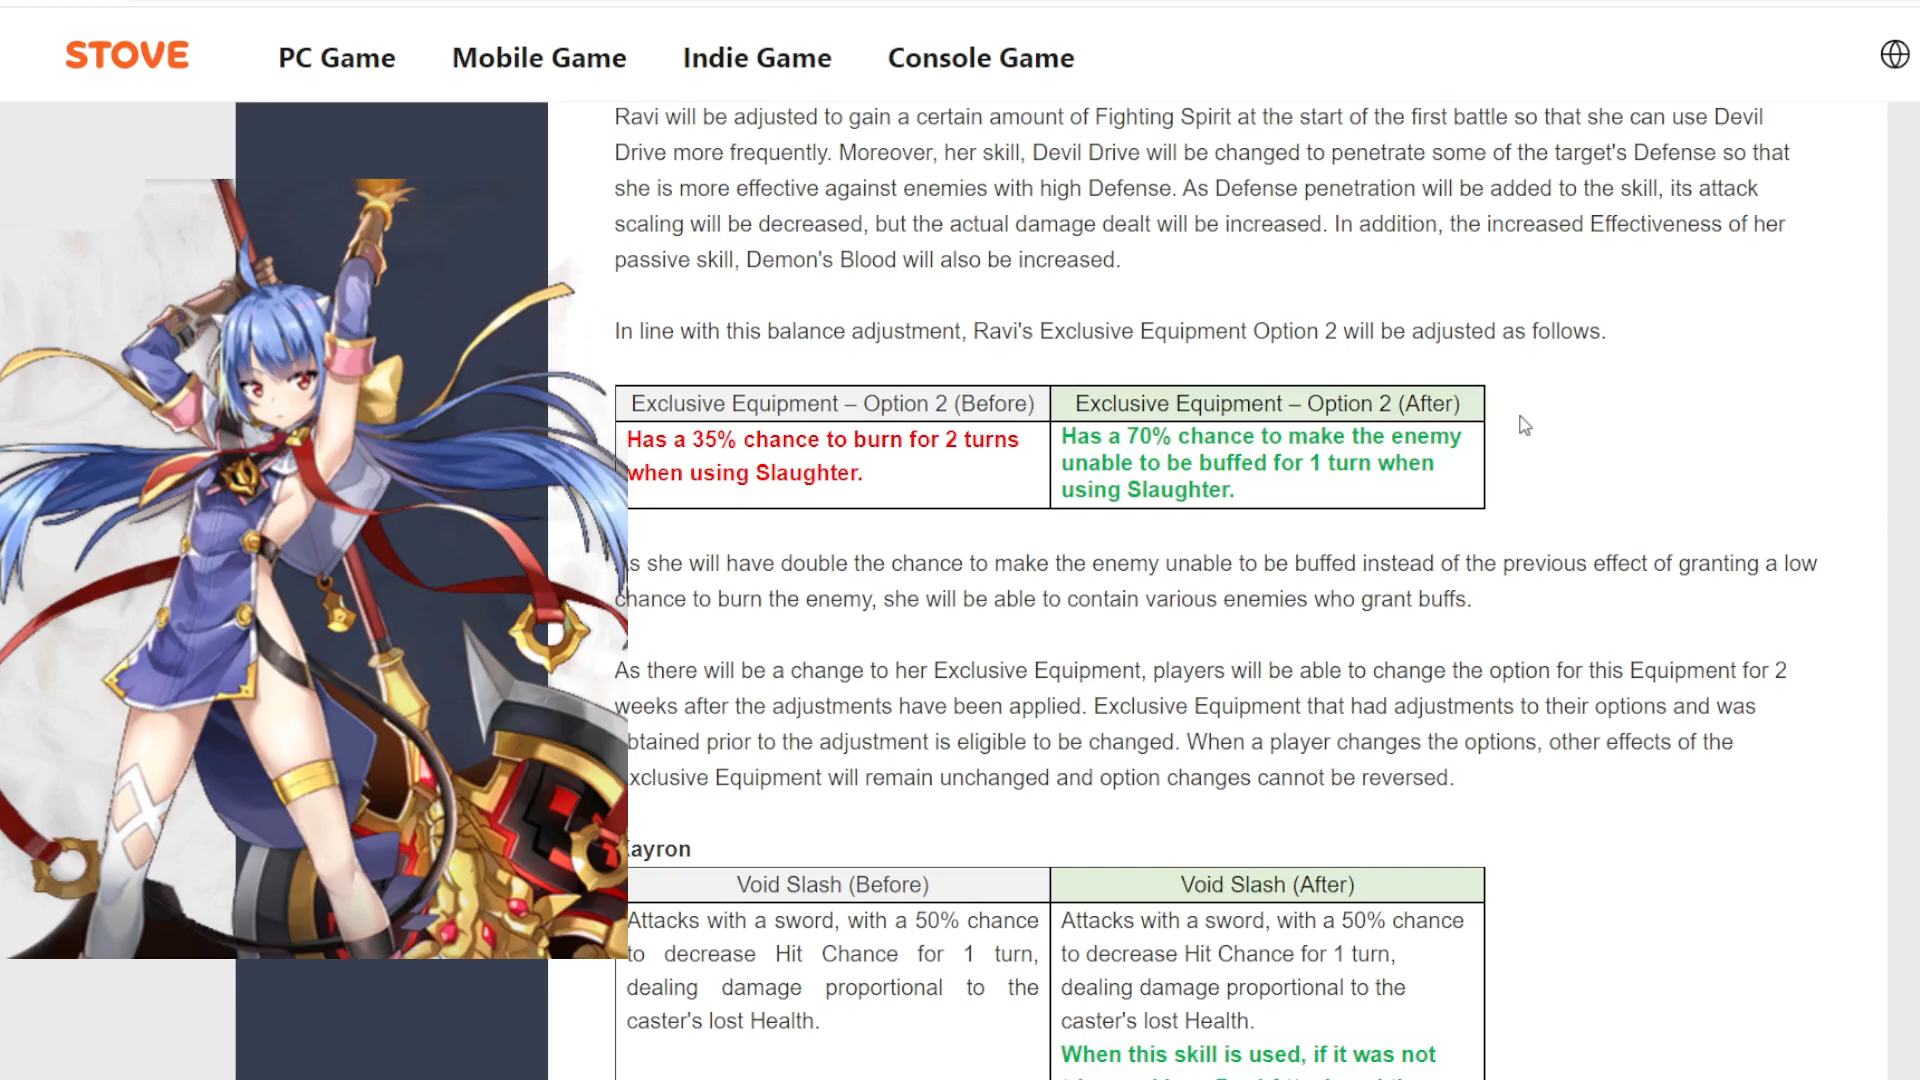 STOVE
PC Game
Mobile Game
Indie Game
Console Game
Ravi will be adjusted to gain a certain amount of Fighting Spirit at the start of the first battle so that she can use Devil
Drive more frequently. Moreover, her skill, Devil Drive will be changed to penetrate some of the target's Defense so that
she is more effective against enemies with high Defense. As Defense penetration will be added to the skill, its attack
scaling will be decreased, but the actual damage dealt will be increased. In addition, the increased Effectiveness of her
passive skill, Demon's Blood will also be increased.
In line with this balance adjustment, Ravi's Exclusive Equipment Option 2 will be adjusted as follows.
Exclusive Equipment – Option 2 (Before)
Exclusive Equipment – Option 2 (After)
Has a 35% chance to burn for 2 turns
when using Slaughter.
Has a 70% chance to make the enemy
unable to be buffed for 1 turn when
using Slaughter.
s she will have double the chance to make the enemy unable to be buffed instead of the previous effect of granting a low
chance to burn the enemy, she will be able to contain various enemies who grant buffs.
As there will be a change to her Exclusive Equipment, players will be able to change the option for this Equipment for 2
weeks after the adjustments have been applied. Exclusive Equipment that had adjustments to their options and was
btained prior to the adjustment is eligible to be changed. When a player changes the options, other effects of the
xclusive Equipment will remain unchanged and option changes cannot be reversed.
ayron
Void Slash (Before)
Void Slash (After)
Attacks with a sword, with a 50% chance
to decrease Hit Chance for 1 turn,
dealing damage proportional to the
caster's lost Health.
Attacks with a sword, with a 50% chance
to decrease Hit Chance for 1 turn,
dealing damage proportional to the
caster's lost Health.
When this skill is used, if it was not